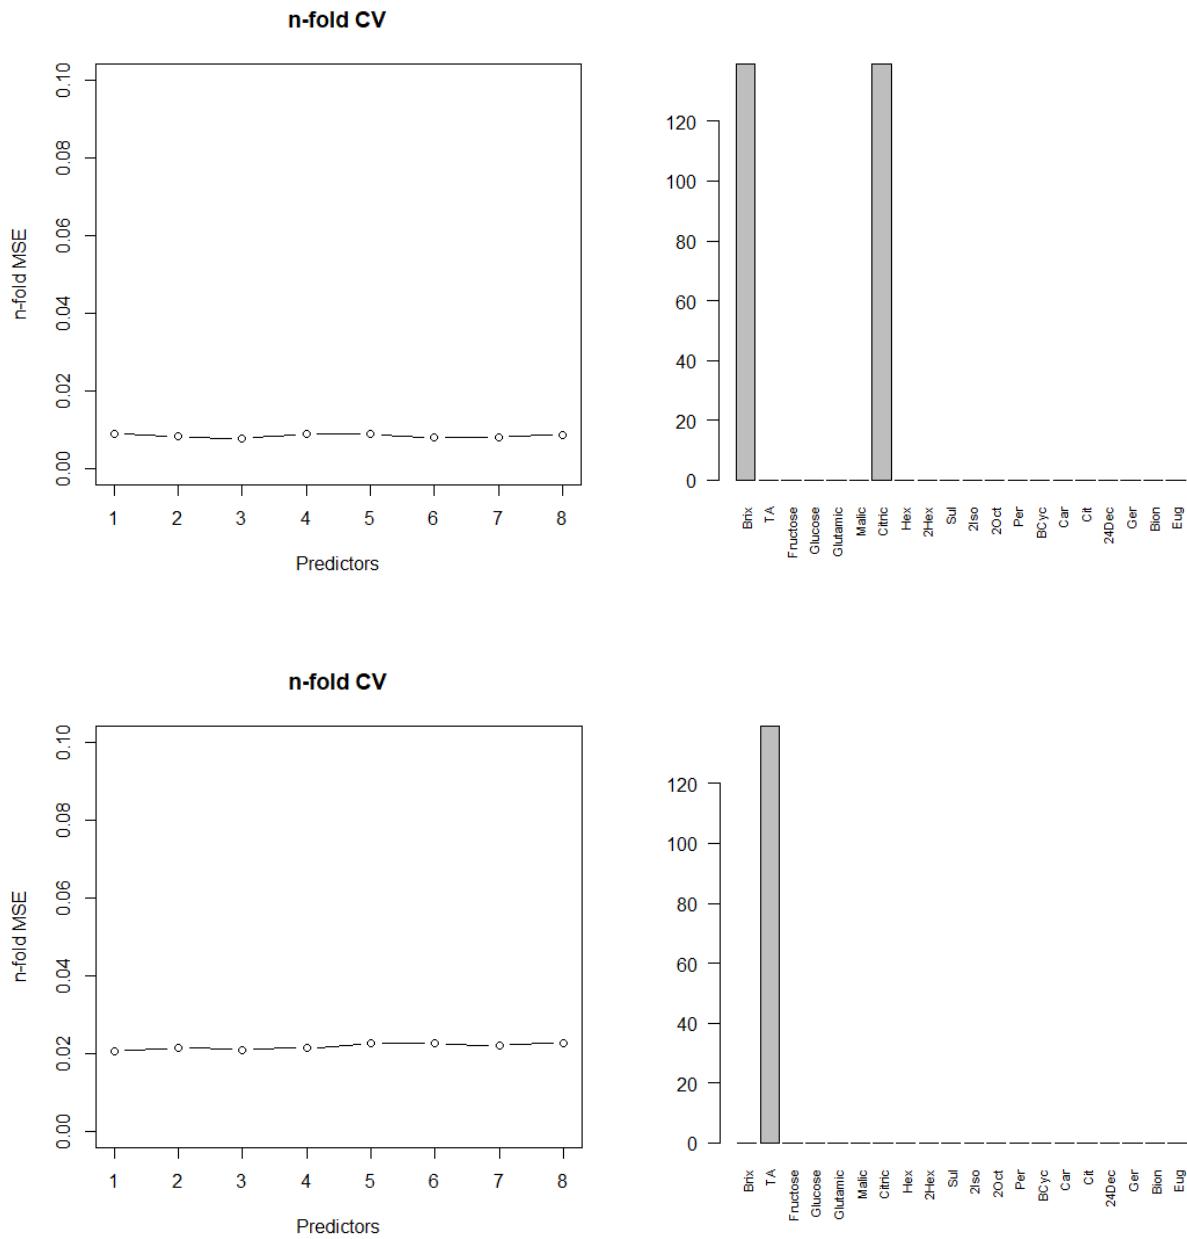 n-fold CV
n-fold MSE
0.10
0.08
0.06
0.04
0.02
0.00
1 2 3 4 5 6 7 8
Predictors
120
100
80
60
40
20
0
Brix TA Fructose Glucose Glutamic Malic Citric Hex 2Hex Sul 2Iso 2Oct Per BCyc Car Cit 24Dec Ger Bion Eug
n-fold CV
n-fold MSE
0.10
0.08
0.06
0.04
0.02
0.00
1 2 3 4 5 6 7 8
Predictors
120
100
80
60
40
20
0
Brix TA Fructose Glucose Glutamic Malic Citric Hex 2Hex Sul 2Iso 2Oct Per BCyc Car Cit 24Dec Ger Bion Eug